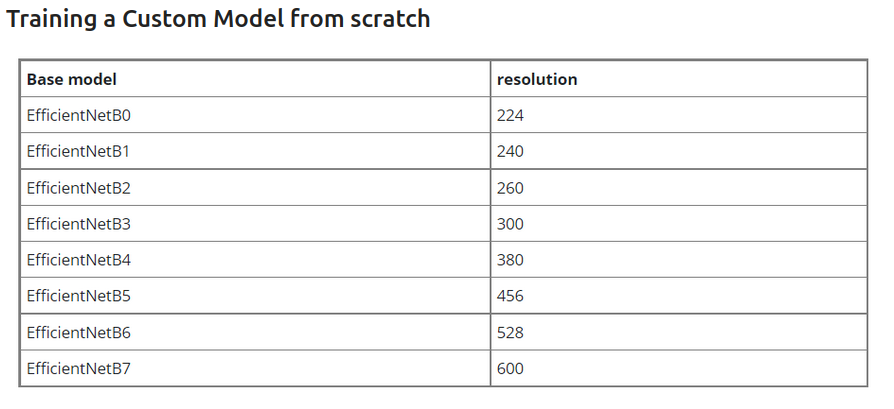 Training a Custom Model from scratch
Base model resolution
EfficientNetB0 224
EfficientNetB1 240
EfficientNetB2 260
EfficientNetB3 300
EfficientNetB4 380
EfficientNetB5 456
EfficientNetB6 528
EfficientNetB7 600